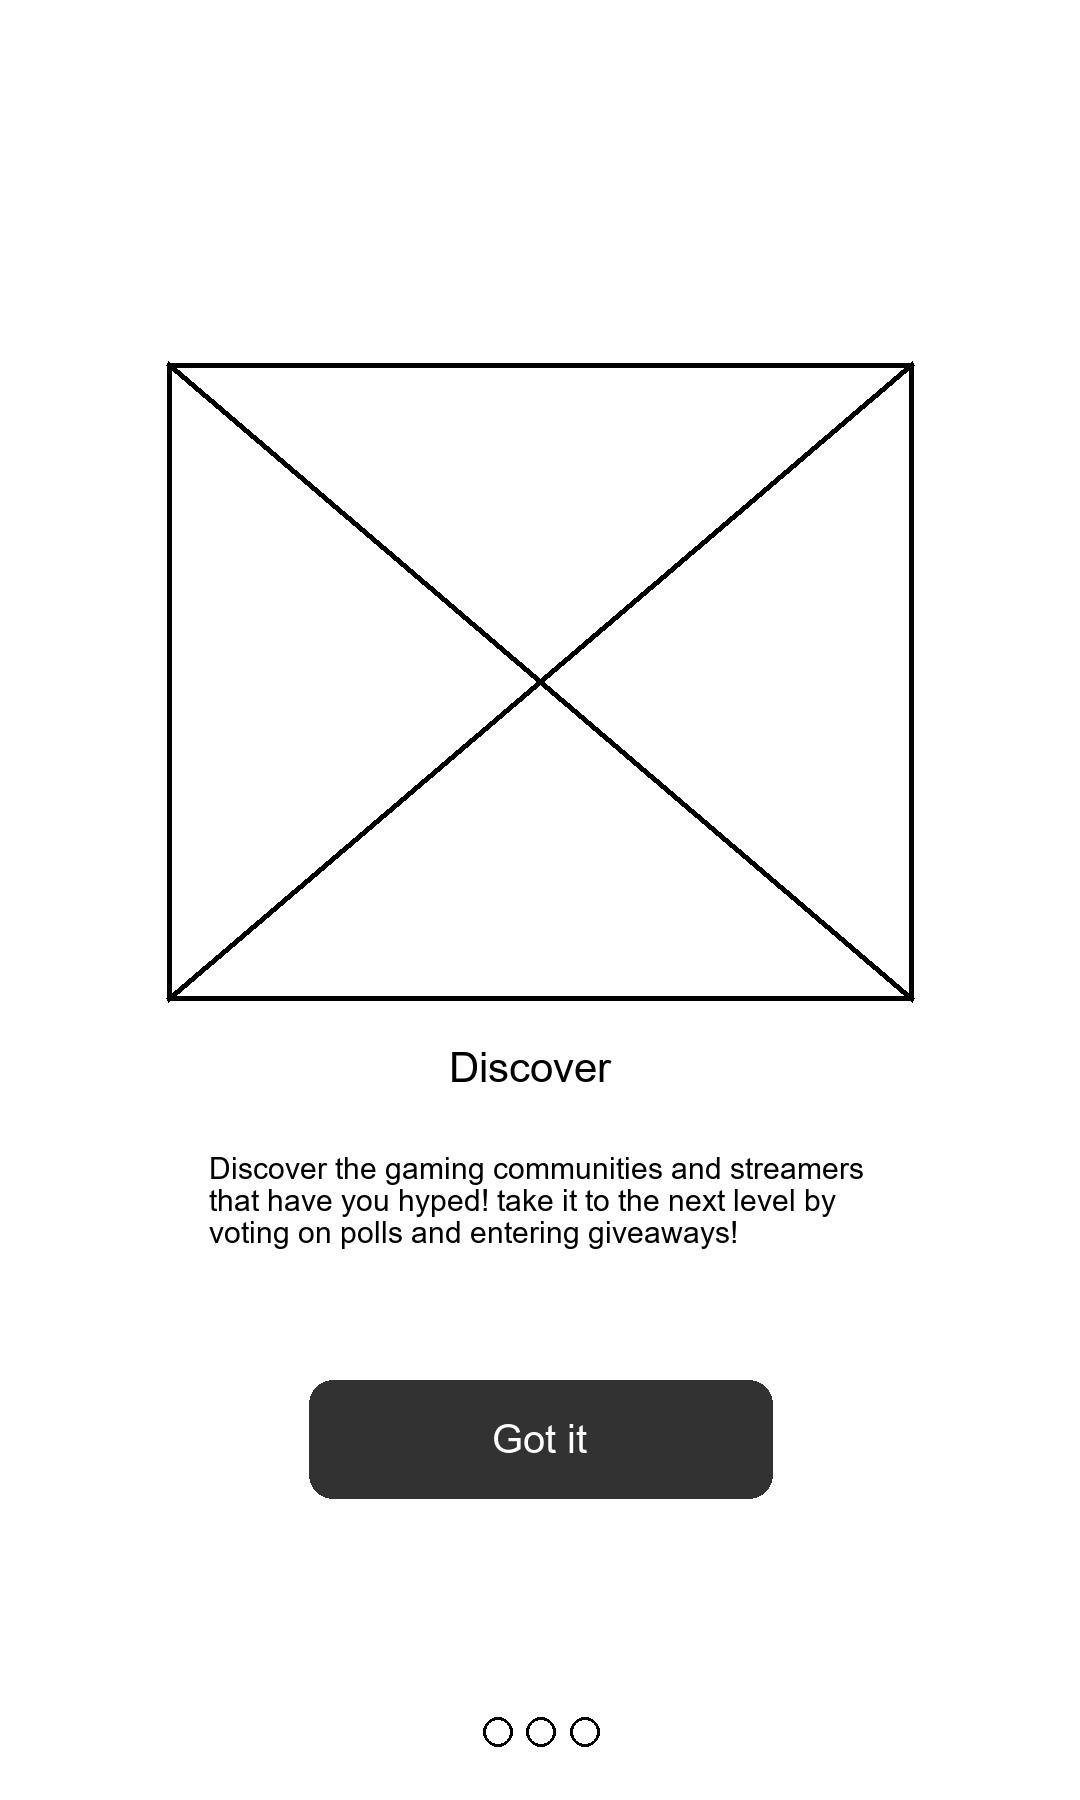 Discover
Discover the gaming communities and streamers
that have you hyped! take it to the next level by
voting on polls and entering giveaways!
Got it